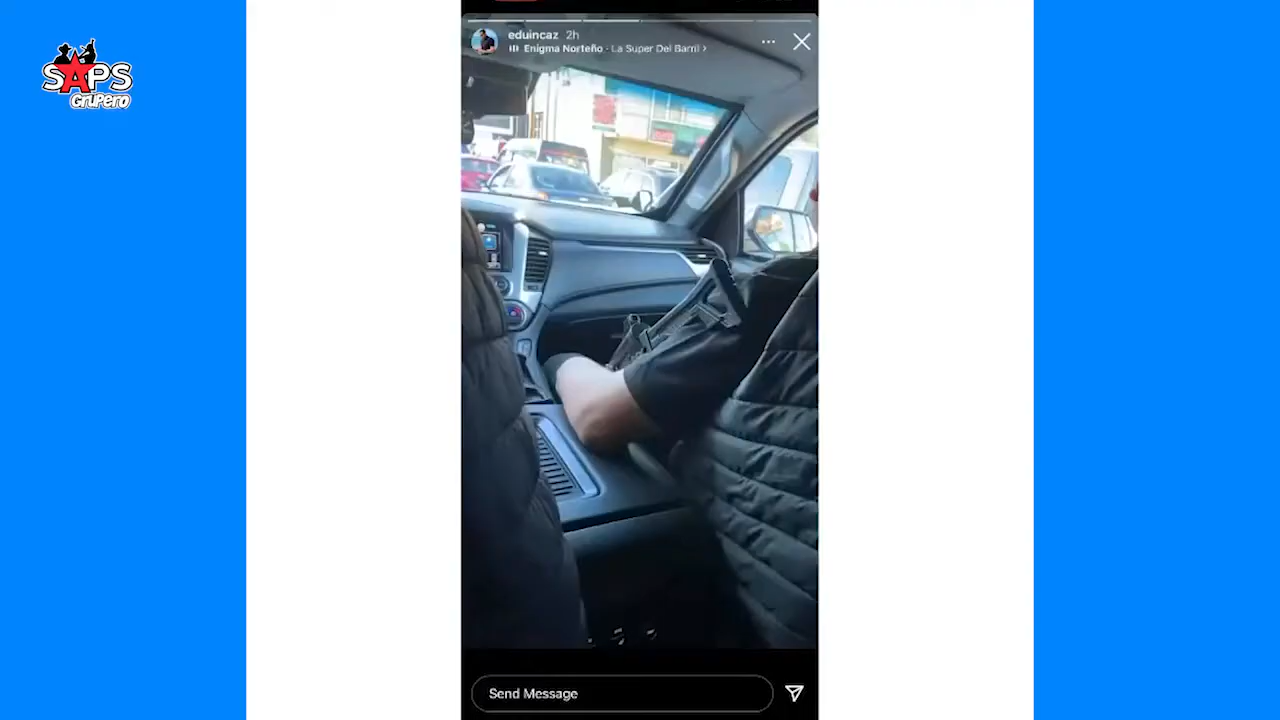 SAPS
GRUPERO
eduincaz 2h
Enigma Norteño · La Super Del Barril
Send Message